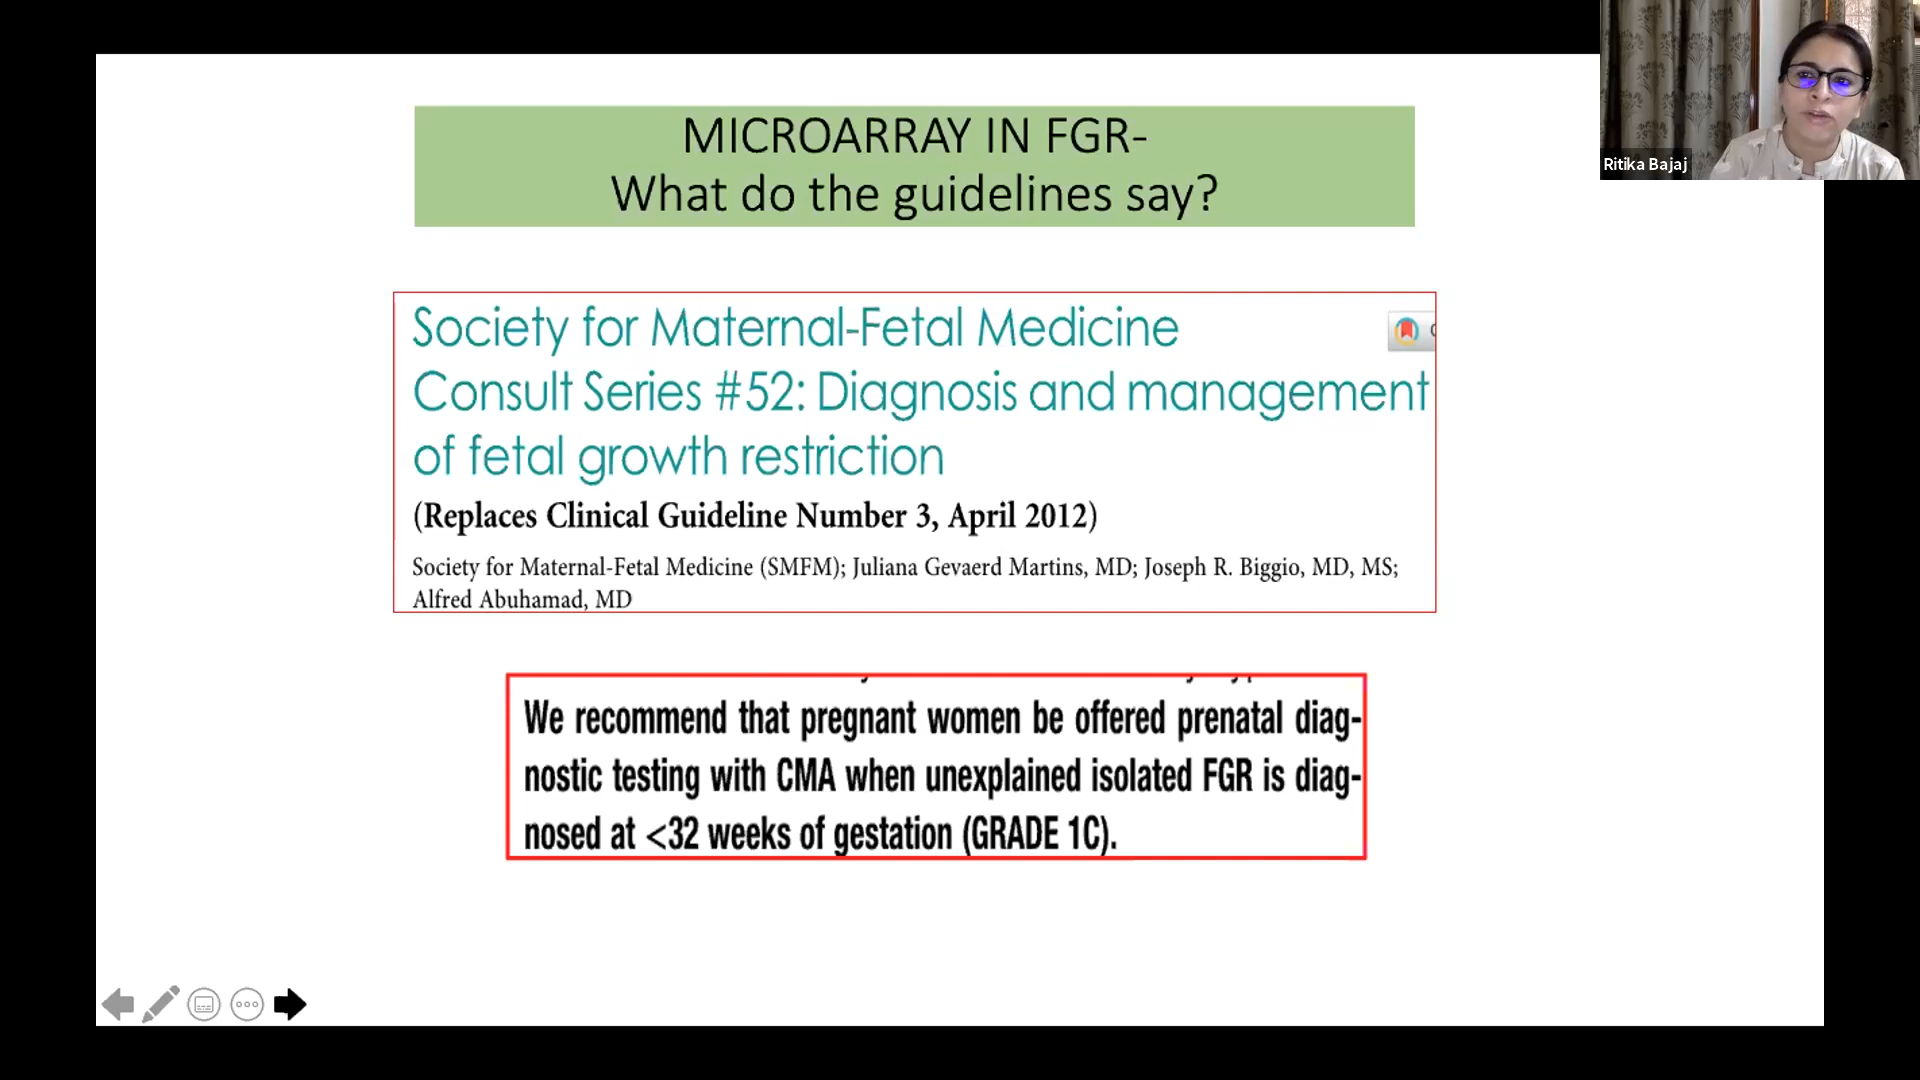 MICROARRAY IN FGR-
What do the guidelines say?
Ritika Bajaj
Society for Maternal-Fetal Medicine
Consult Series #52: Diagnosis and management
of fetal growth restriction
(Replaces Clinical Guideline Number 3, April 2012)
Society for Maternal-Fetal Medicine (SMFM); Juliana Gevaerd Martins, MD; Joseph R. Biggio, MD, MS;
Alfred Abuhamad, MD
We recommend that pregnant women be offered prenatal diag-
nostic testing with CMA when unexplained isolated FGR is diag-
nosed at <32 weeks of gestation (GRADE 1C).